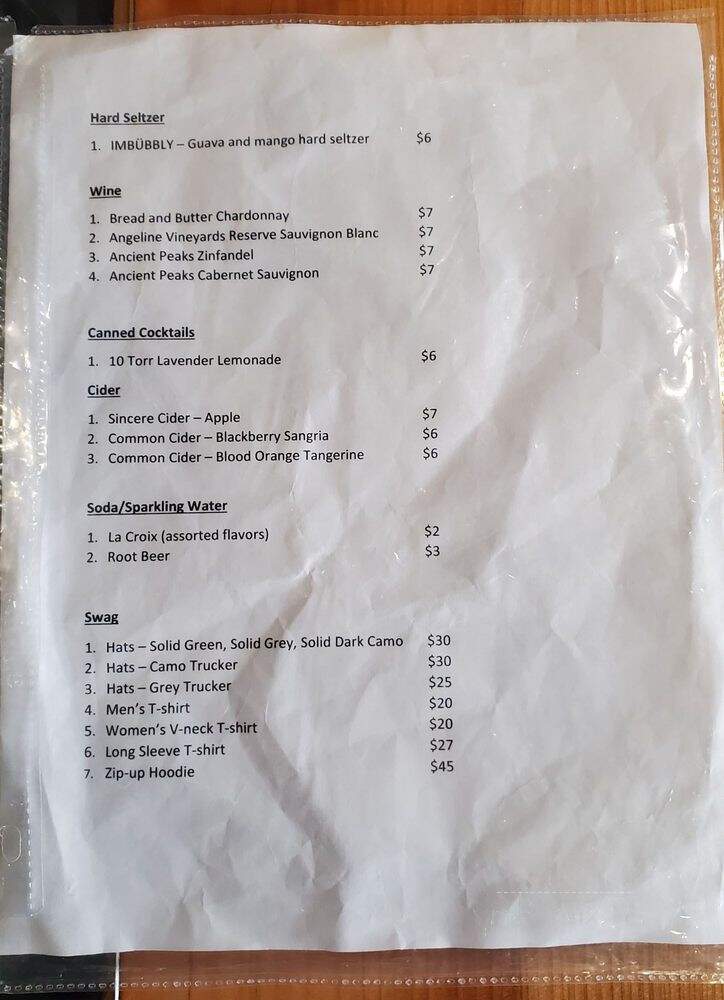 Hard Seltzer
1. IMBÜBBLY – Guava and mango hard seltzer $6
Wine
1. Bread and Butter Chardonnay $7
2. Angeline Vineyards Reserve Sauvignon Blanc $7
3. Ancient Peaks Zinfandel $7
4. Ancient Peaks Cabernet Sauvignon $7
Canned Cocktails
1. 10 Torr Lavender Lemonade $6
Cider
1. Sincere Cider – Apple $7
2. Common Cider – Blackberry Sangria $6
3. Common Cider – Blood Orange Tangerine $6
Soda/Sparkling Water
1. La Croix (assorted flavors) $2
2. Root Beer $3
Swag
1. Hats – Solid Green, Solid Grey, Solid Dark Camo $30
2. Hats – Camo Trucker $30
3. Hats – Grey Trucker $25
4. Men's T-shirt $20
5. Women's V-neck T-shirt $20
6. Long Sleeve T-shirt $27
7. Zip-up Hoodie $45